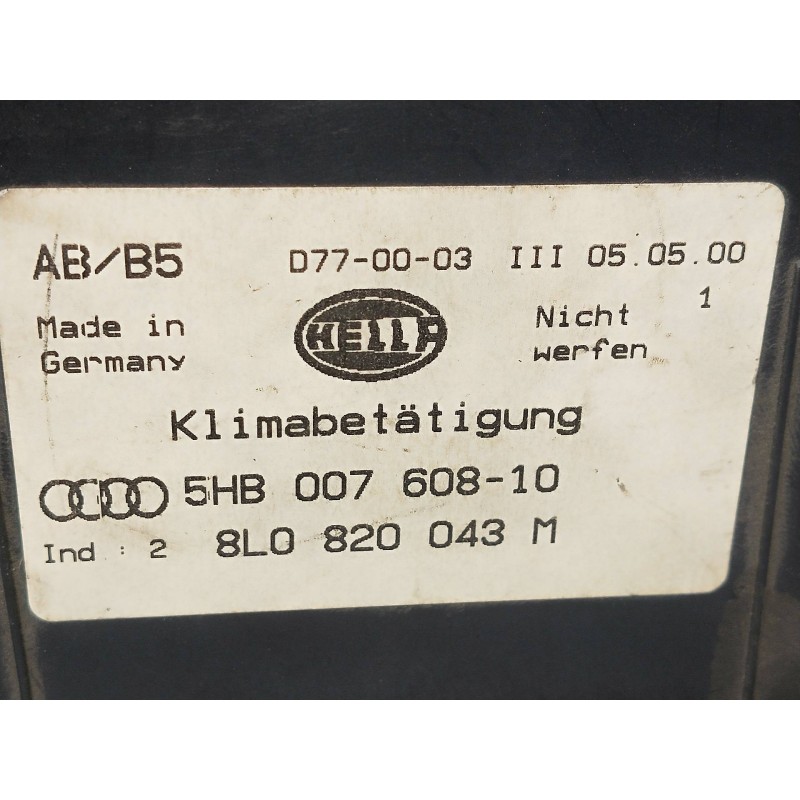 AB/B5 D77-00-03 III 05.05.00
Made in Germany
HELLA
Nicht werfen
1
Klimabetätigung
5HB 007 608-10
Ind : 2 8L0 820 043 M